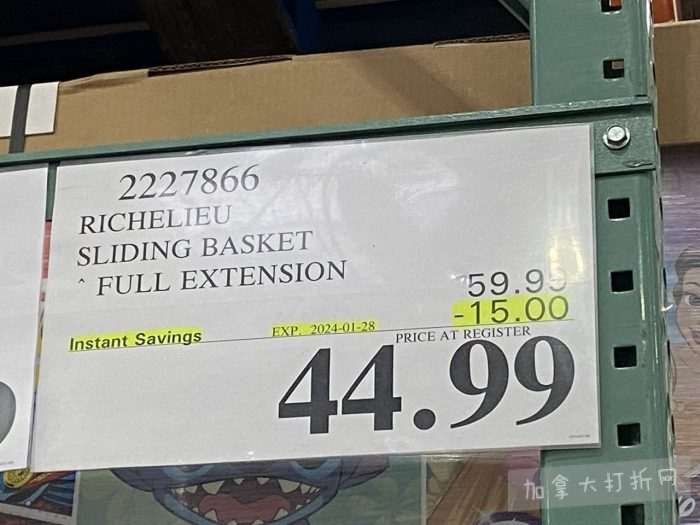 2227866
RICHELIEU
SLIDING BASKET
^ FULL EXTENSION
59.99
-15.00
Instant Savings EXP. 2024-01-28 PRICE AT REGISTER
44.99
加拿大打折网